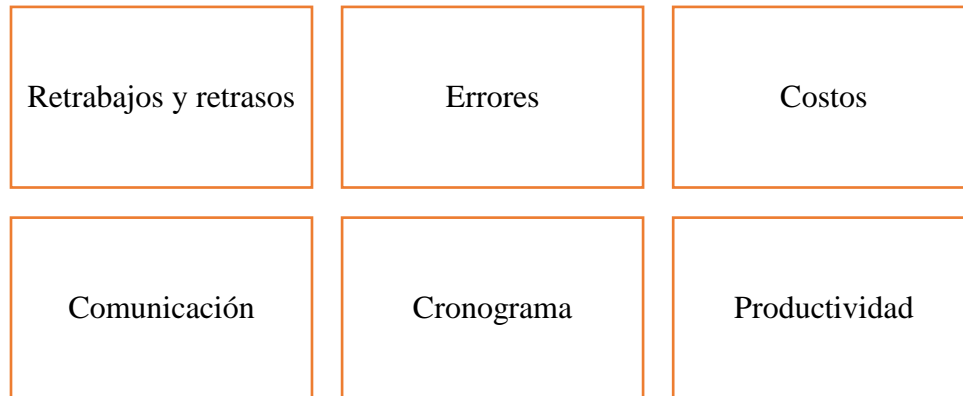 Retrabajos y retrasos
Errores
Costos
Comunicación
Cronograma
Productividad